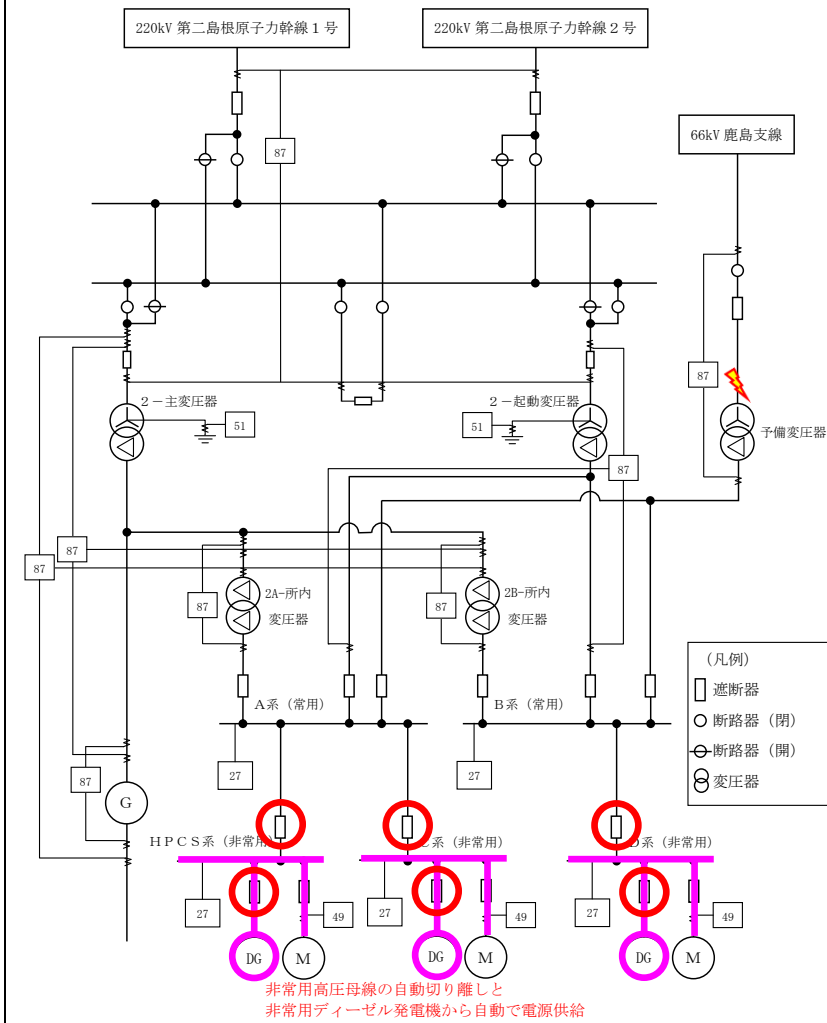 220kV 第二島根原子力幹線１号
220kV 第二島根原子力幹線２号
66kV 鹿島支線
87
87
２－主変圧器
51
２－起動変圧器
51
予備変圧器
87
87
87
87
2A-所内
変圧器
87
2B-所内
変圧器
（凡例）
遮断器
断路器（閉）
断路器（開）
変圧器
A系（常用）
B系（常用）
27
27
87
G
HPCS系（非常用）
C系（非常用）
D系（非常用）
27
49
27
49
27
49
DG
M
DG
M
DG
M
非常用高圧母線の自動切り離しと
非常用ディーゼル発電機から自動で電源供給